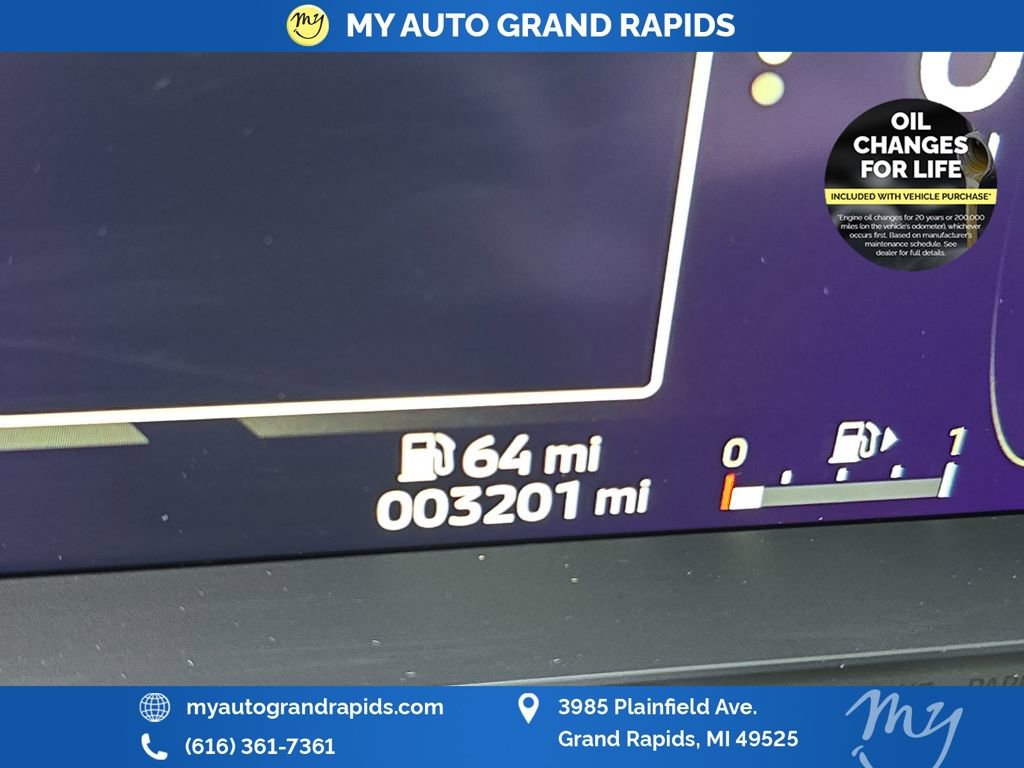 my MY AUTO GRAND RAPIDS
OIL
CHANGES
FOR LIFE
INCLUDED WITH VEHICLE PURCHASE*
*Engine oil changes for 20 years or 200,000
miles (on the vehicle's odometer), whichever
occurs first. Based on manufacturer's
maintenance schedule. See
dealer for full details.
64 mi
003201 mi
0 1
myautograndrapids.com
(616) 361-7361
3985 Plainfield Ave.
Grand Rapids, MI 49525
my